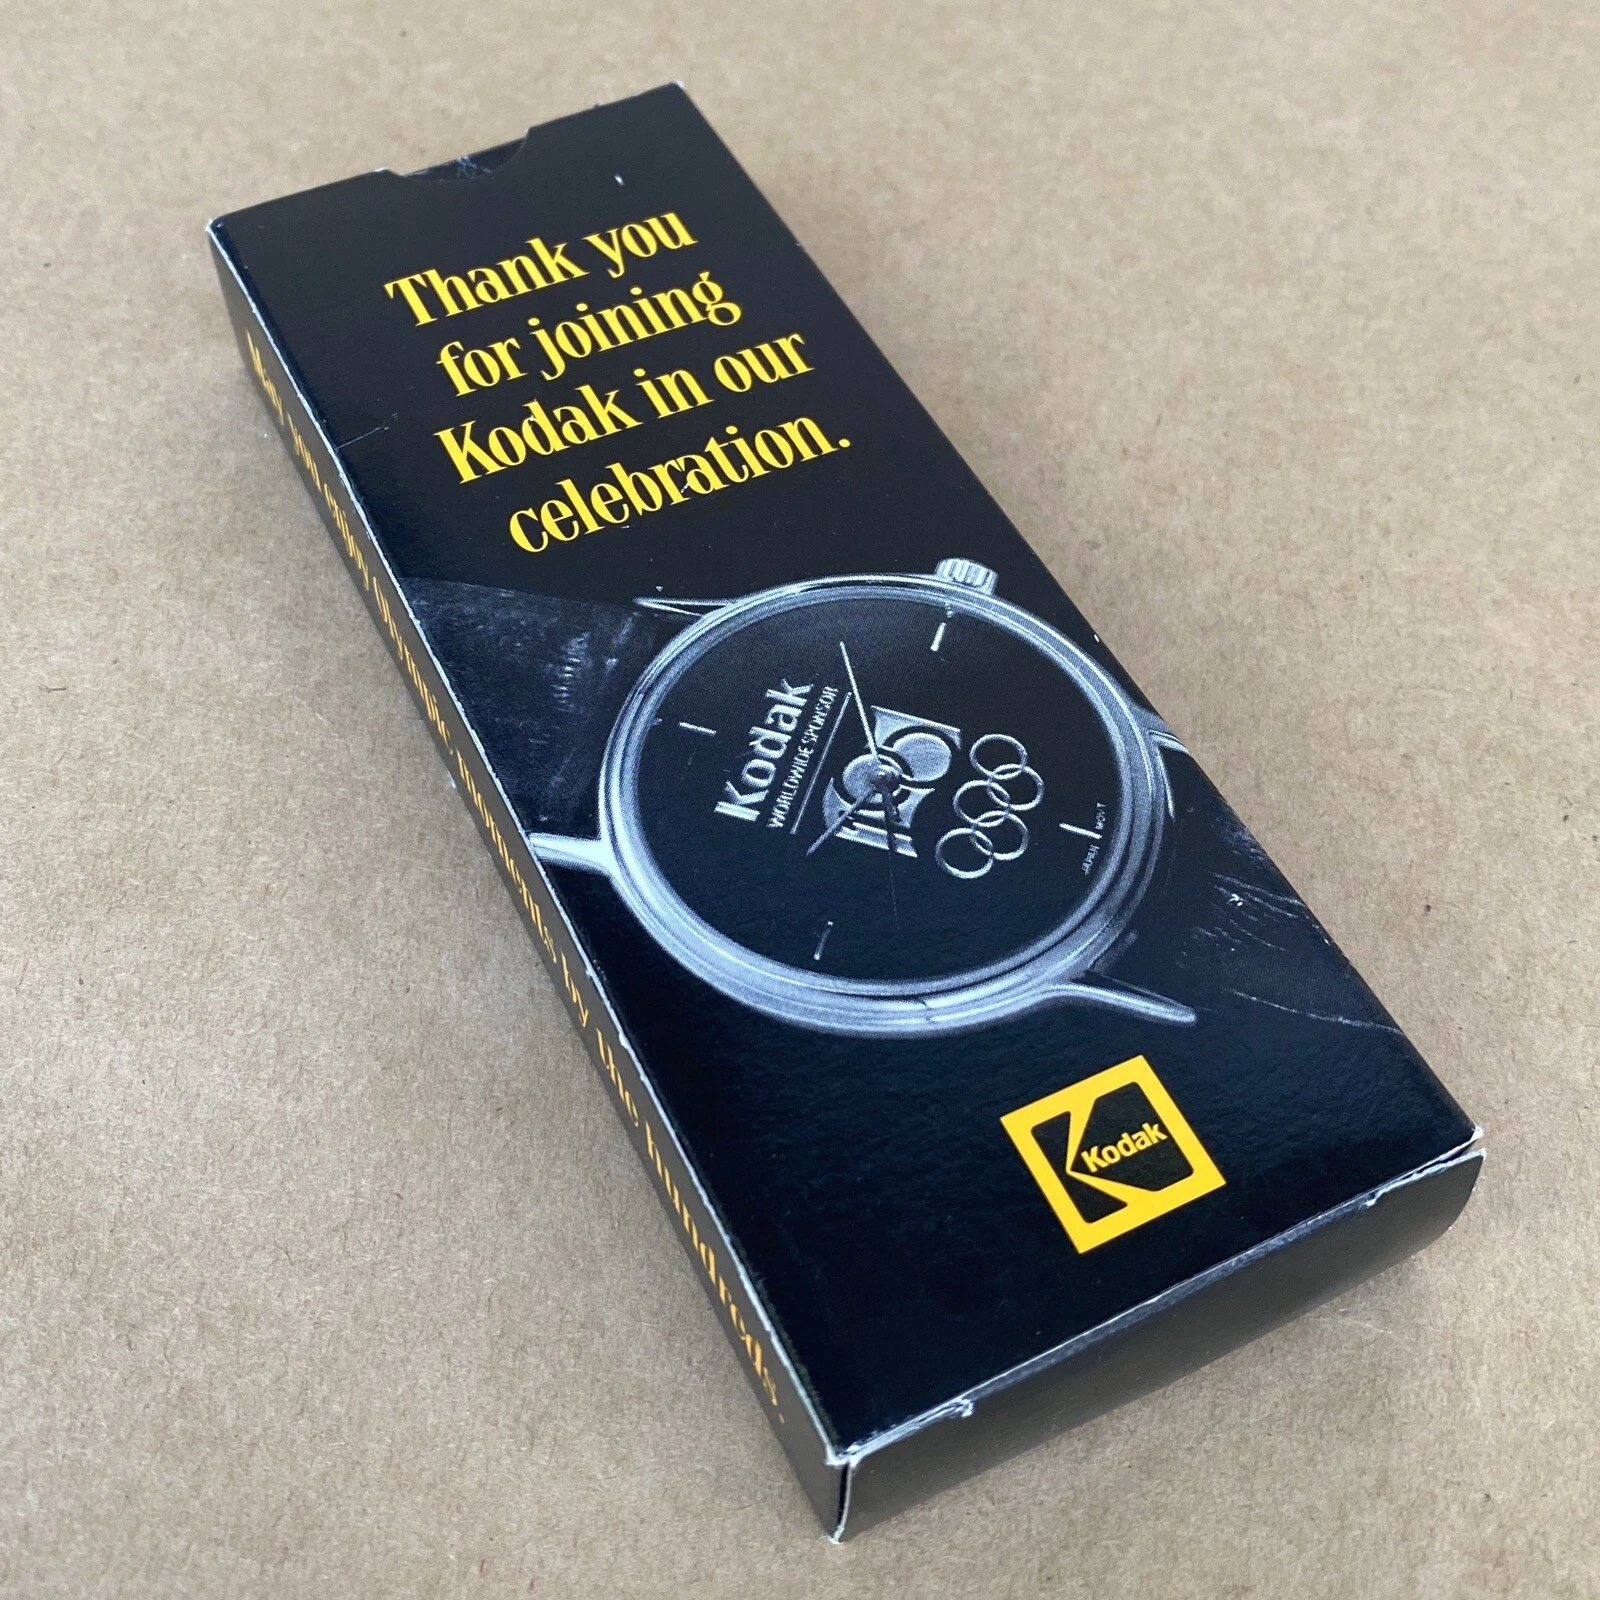 Thank you
for joining
Kodak in our
celebration.
Kodak
WORLDWIDE SPONSOR
JAPAN MOV'T
Kodak
May you enjoy Olympic moments by the hundreds.